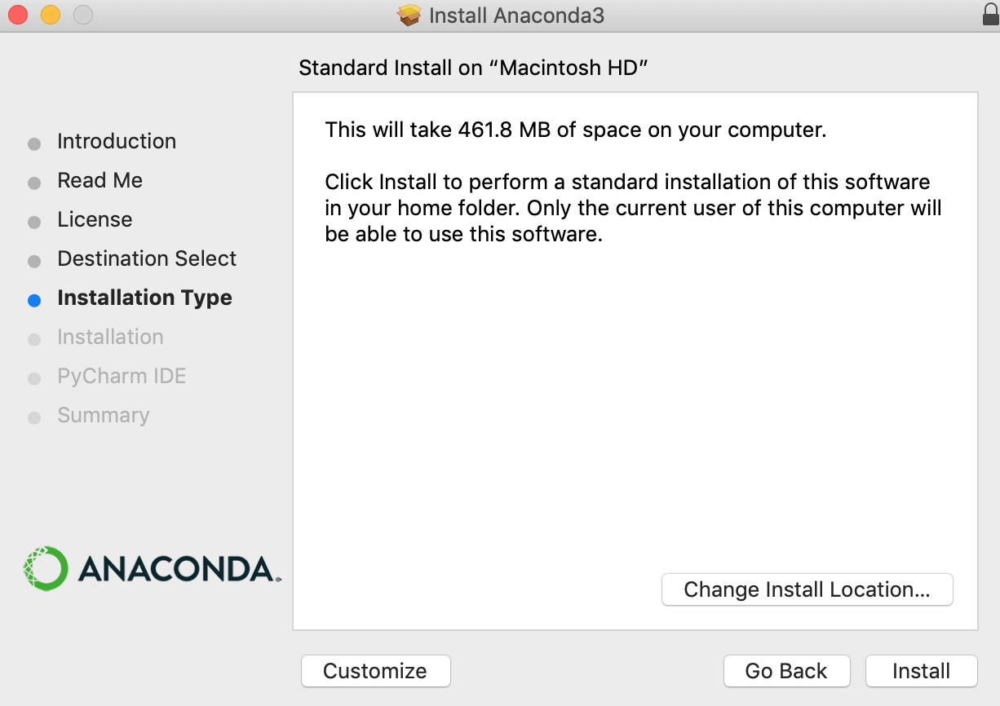 Install Anaconda3
Standard Install on “Macintosh HD”
Introduction
Read Me
License
Destination Select
Installation Type
Installation
PyCharm IDE
Summary
This will take 461.8 MB of space on your computer.
Click Install to perform a standard installation of this software
in your home folder. Only the current user of this computer will
be able to use this software.
ANACONDA.
Change Install Location...
Customize
Go Back
Install